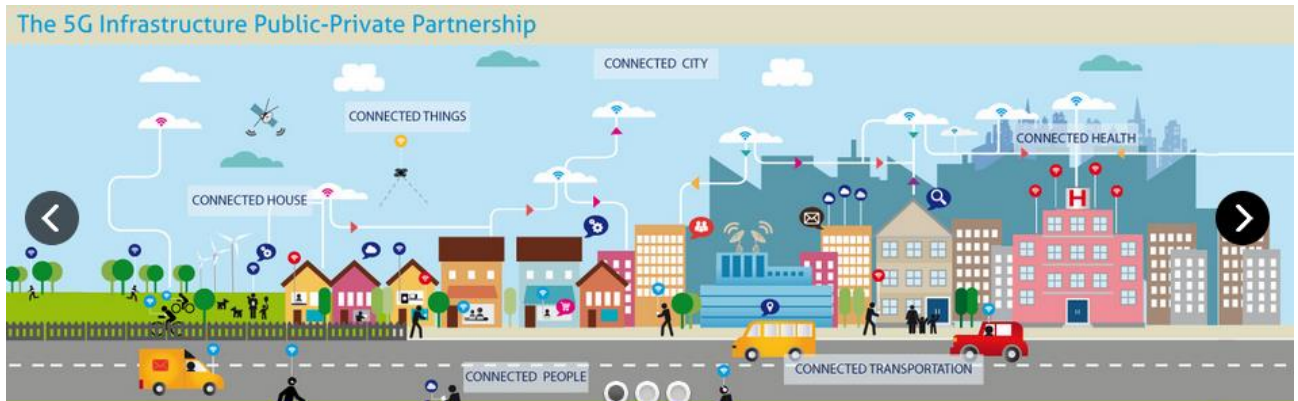 The 5G Infrastructure Public-Private Partnership
CONNECTED CITY
CONNECTED THINGS
CONNECTED HEALTH
CONNECTED HOUSE
H
CONNECTED TRANSPORTATION
CONNECTED PEOPLE